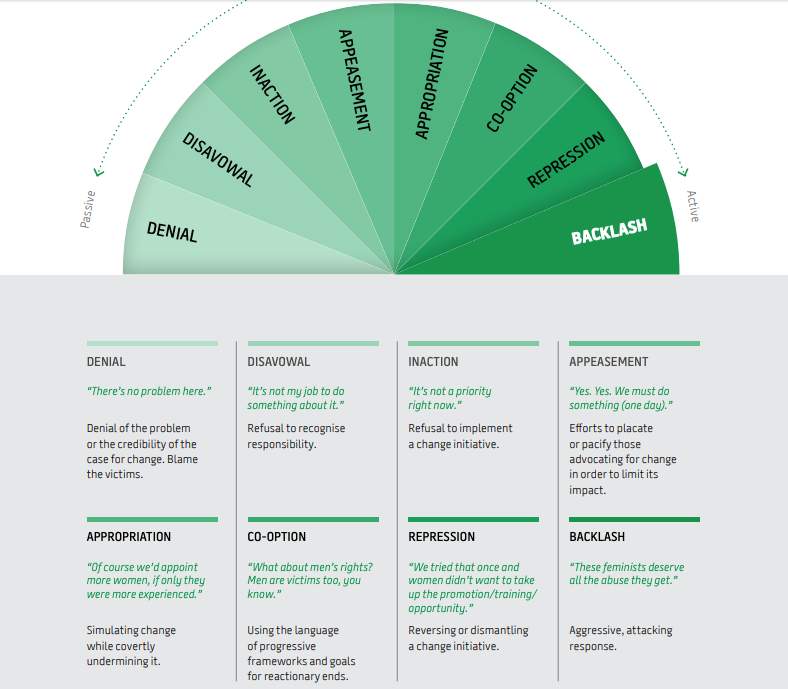 APPEASEMENT
APPROPRIATION
INACTION
CO-OPTION
DISAVOWAL
REPRESSION
Passive
Active
DENIAL
BACKLASH
DENIAL
“There’s no problem here.”
Denial of the problem
or the credibility of the
case for change. Blame
the victims.
DISAVOWAL
“It’s not my job to do
something about it.”
Refusal to recognise
responsibility.
INACTION
“It’s not a priority
right now.”
Refusal to implement
a change initiative.
APPEASEMENT
“Yes. Yes. We must do
something (one day).”
Efforts to placate
or pacify those
advocating for change
in order to limit its
impact.
APPROPRIATION
“Of course we’d appoint
more women, if only they
were more experienced.”
Simulating change
while covertly
undermining it.
CO-OPTION
“What about men’s rights?
Men are victims too, you
know.”
Using the language
of progressive
frameworks and goals
for reactionary ends.
REPRESSION
“We tried that once and
women didn’t want to take
up the promotion/training/
opportunity.”
Reversing or dismantling
a change initiative.
BACKLASH
“These feminists deserve
all the abuse they get.”
Aggressive, attacking
response.